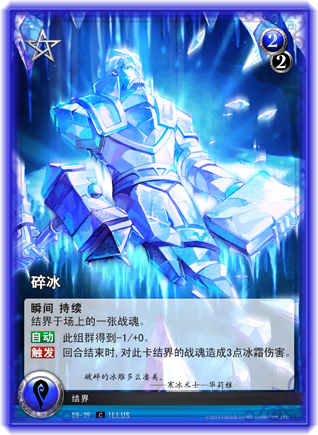 2
2
碎冰
瞬间 持续
结界于场上的一张战魂。
自动 此组群得到-1/+0。
触发 回合结束时,对此卡结界的战魂造成3点冰霜伤害。
破碎的冰雕多么凄美。
——寒冰术士—华莉雅
结界
C ILLUS